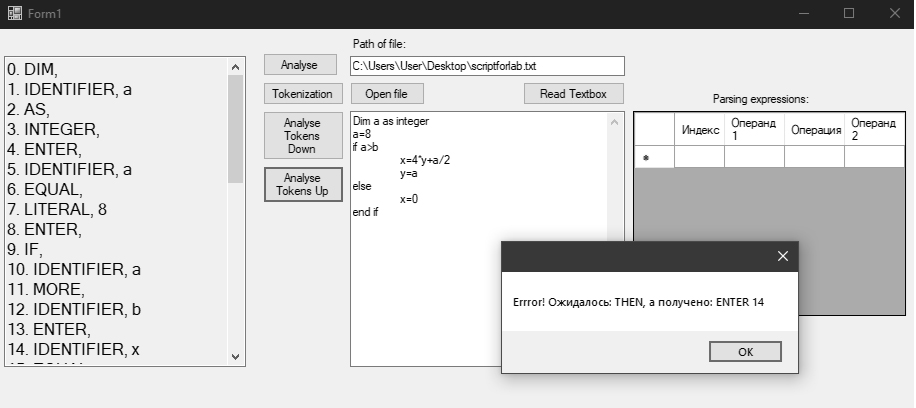 Form1
Path of file:
Analyse
C:\Users\User\Desktop\scriptforlab.txt
Tokenization
Open file
Read Textbox
Analyse
Tokens
Down
Analyse
Tokens Up
0. DIM,
1. IDENTIFIER, a
2. AS,
3. INTEGER,
4. ENTER,
5. IDENTIFIER, a
6. EQUAL,
7. LITERAL, 8
8. ENTER,
9. IF,
10. IDENTIFIER, a
11. MORE,
12. IDENTIFIER, b
13. ENTER,
14. IDENTIFIER, x
Dim a as integer
a=8
if a>b
x=4*y+a/2
y=a
else
x=0
end if
Parsing expressions:
Индекс
Операнд
1
Операция
Операнд
2
Errror! Ожидалось: THEN, а получено: ENTER 14
OK